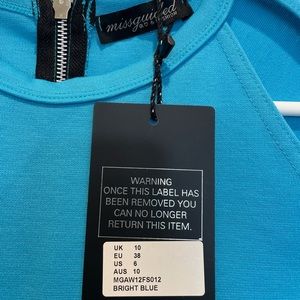 missguided
WARNING
ONCE THIS LABEL HAS
BEEN REMOVED YOU
CAN NO LONGER
RETURN THIS ITEM.
UK 10
EU 38
US 6
AUS 10
MGAW12FS012
BRIGHT BLUE